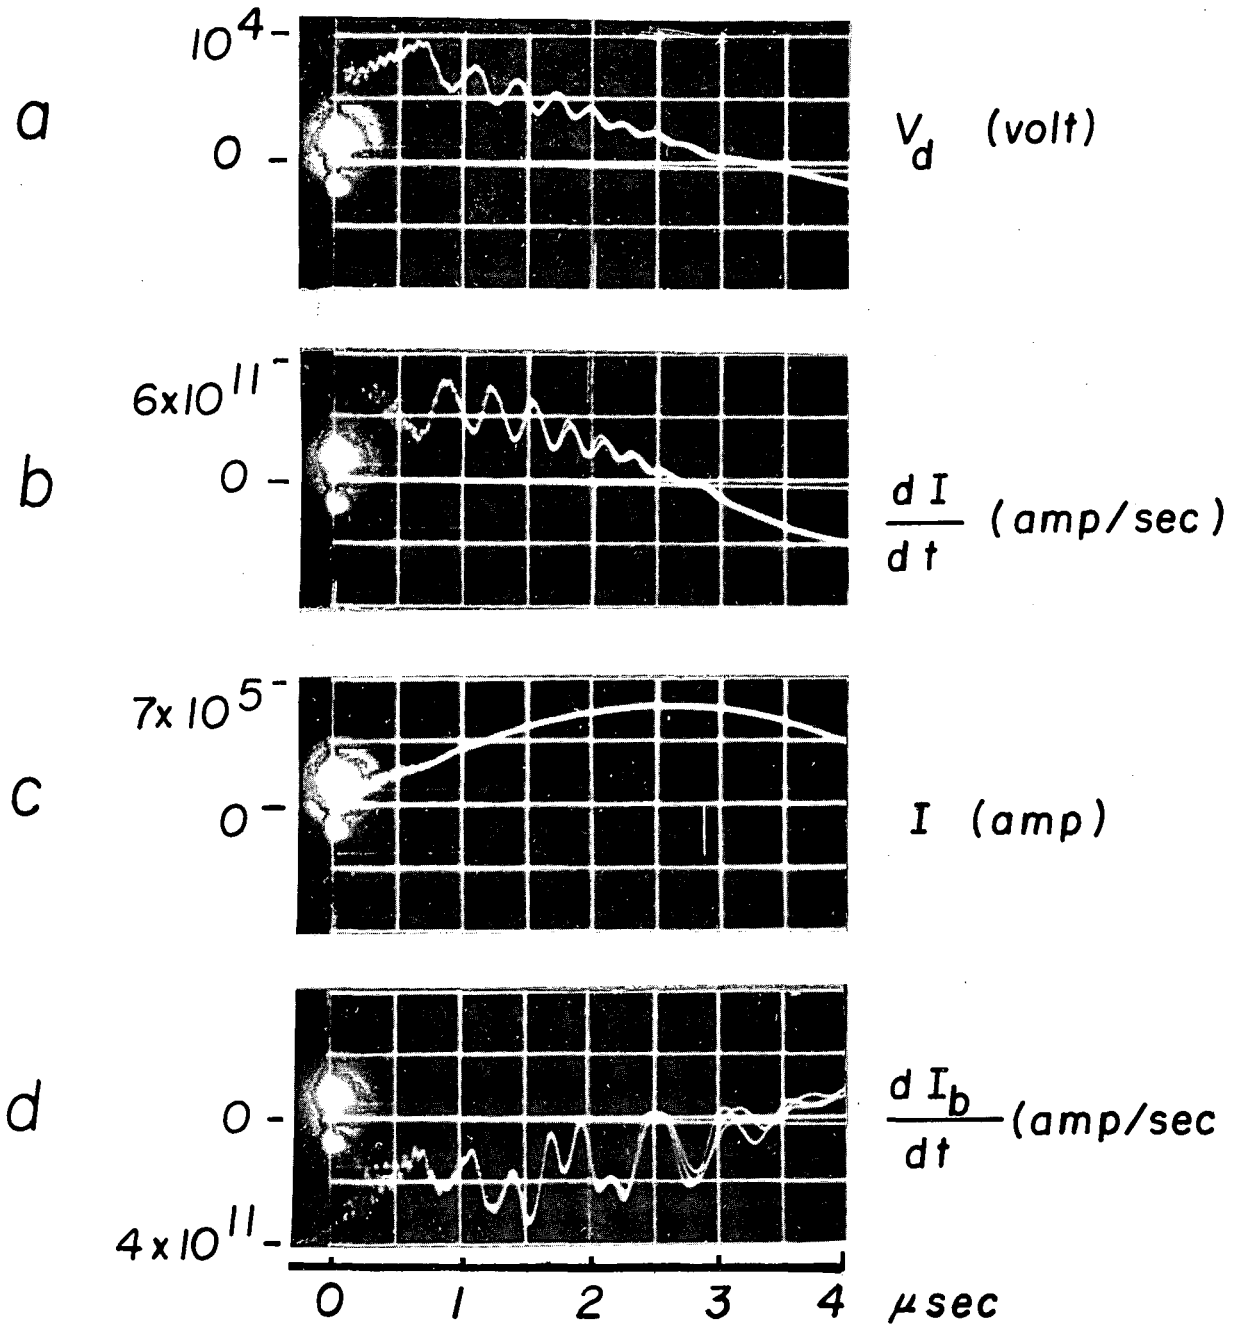 10⁴
a
0
V_d (volt)
6x10¹¹
b
0
dI
dt
(amp/sec)
7x10⁵
c
0
I (amp)
d
0
dI_b
dt
(amp/sec
4x10¹¹
0 1 2 3 4 μsec